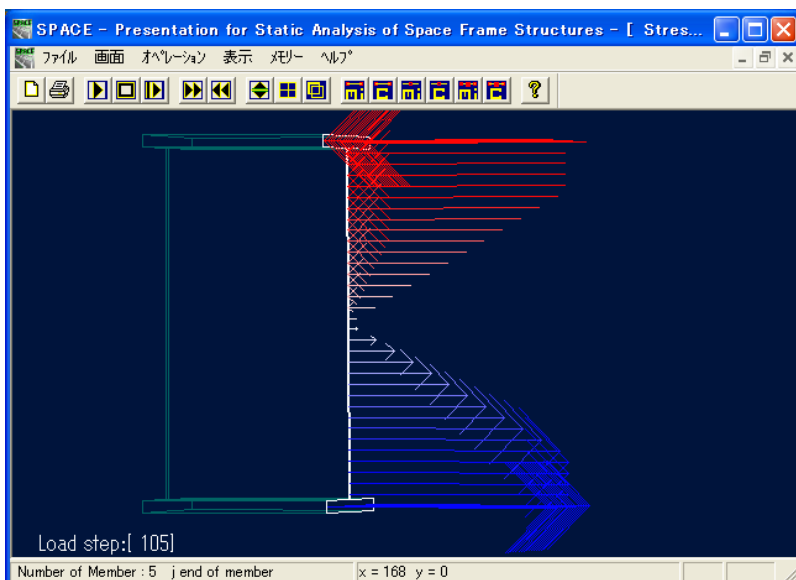 SPACE - Presentation for Static Analysis of Space Frame Structures - [ Stres...
ファイル 画面 オペレーション 表示 メモリー ヘルプ
Load step:[ 105]
Number of Member : 5 j end of member x = 168 y = 0